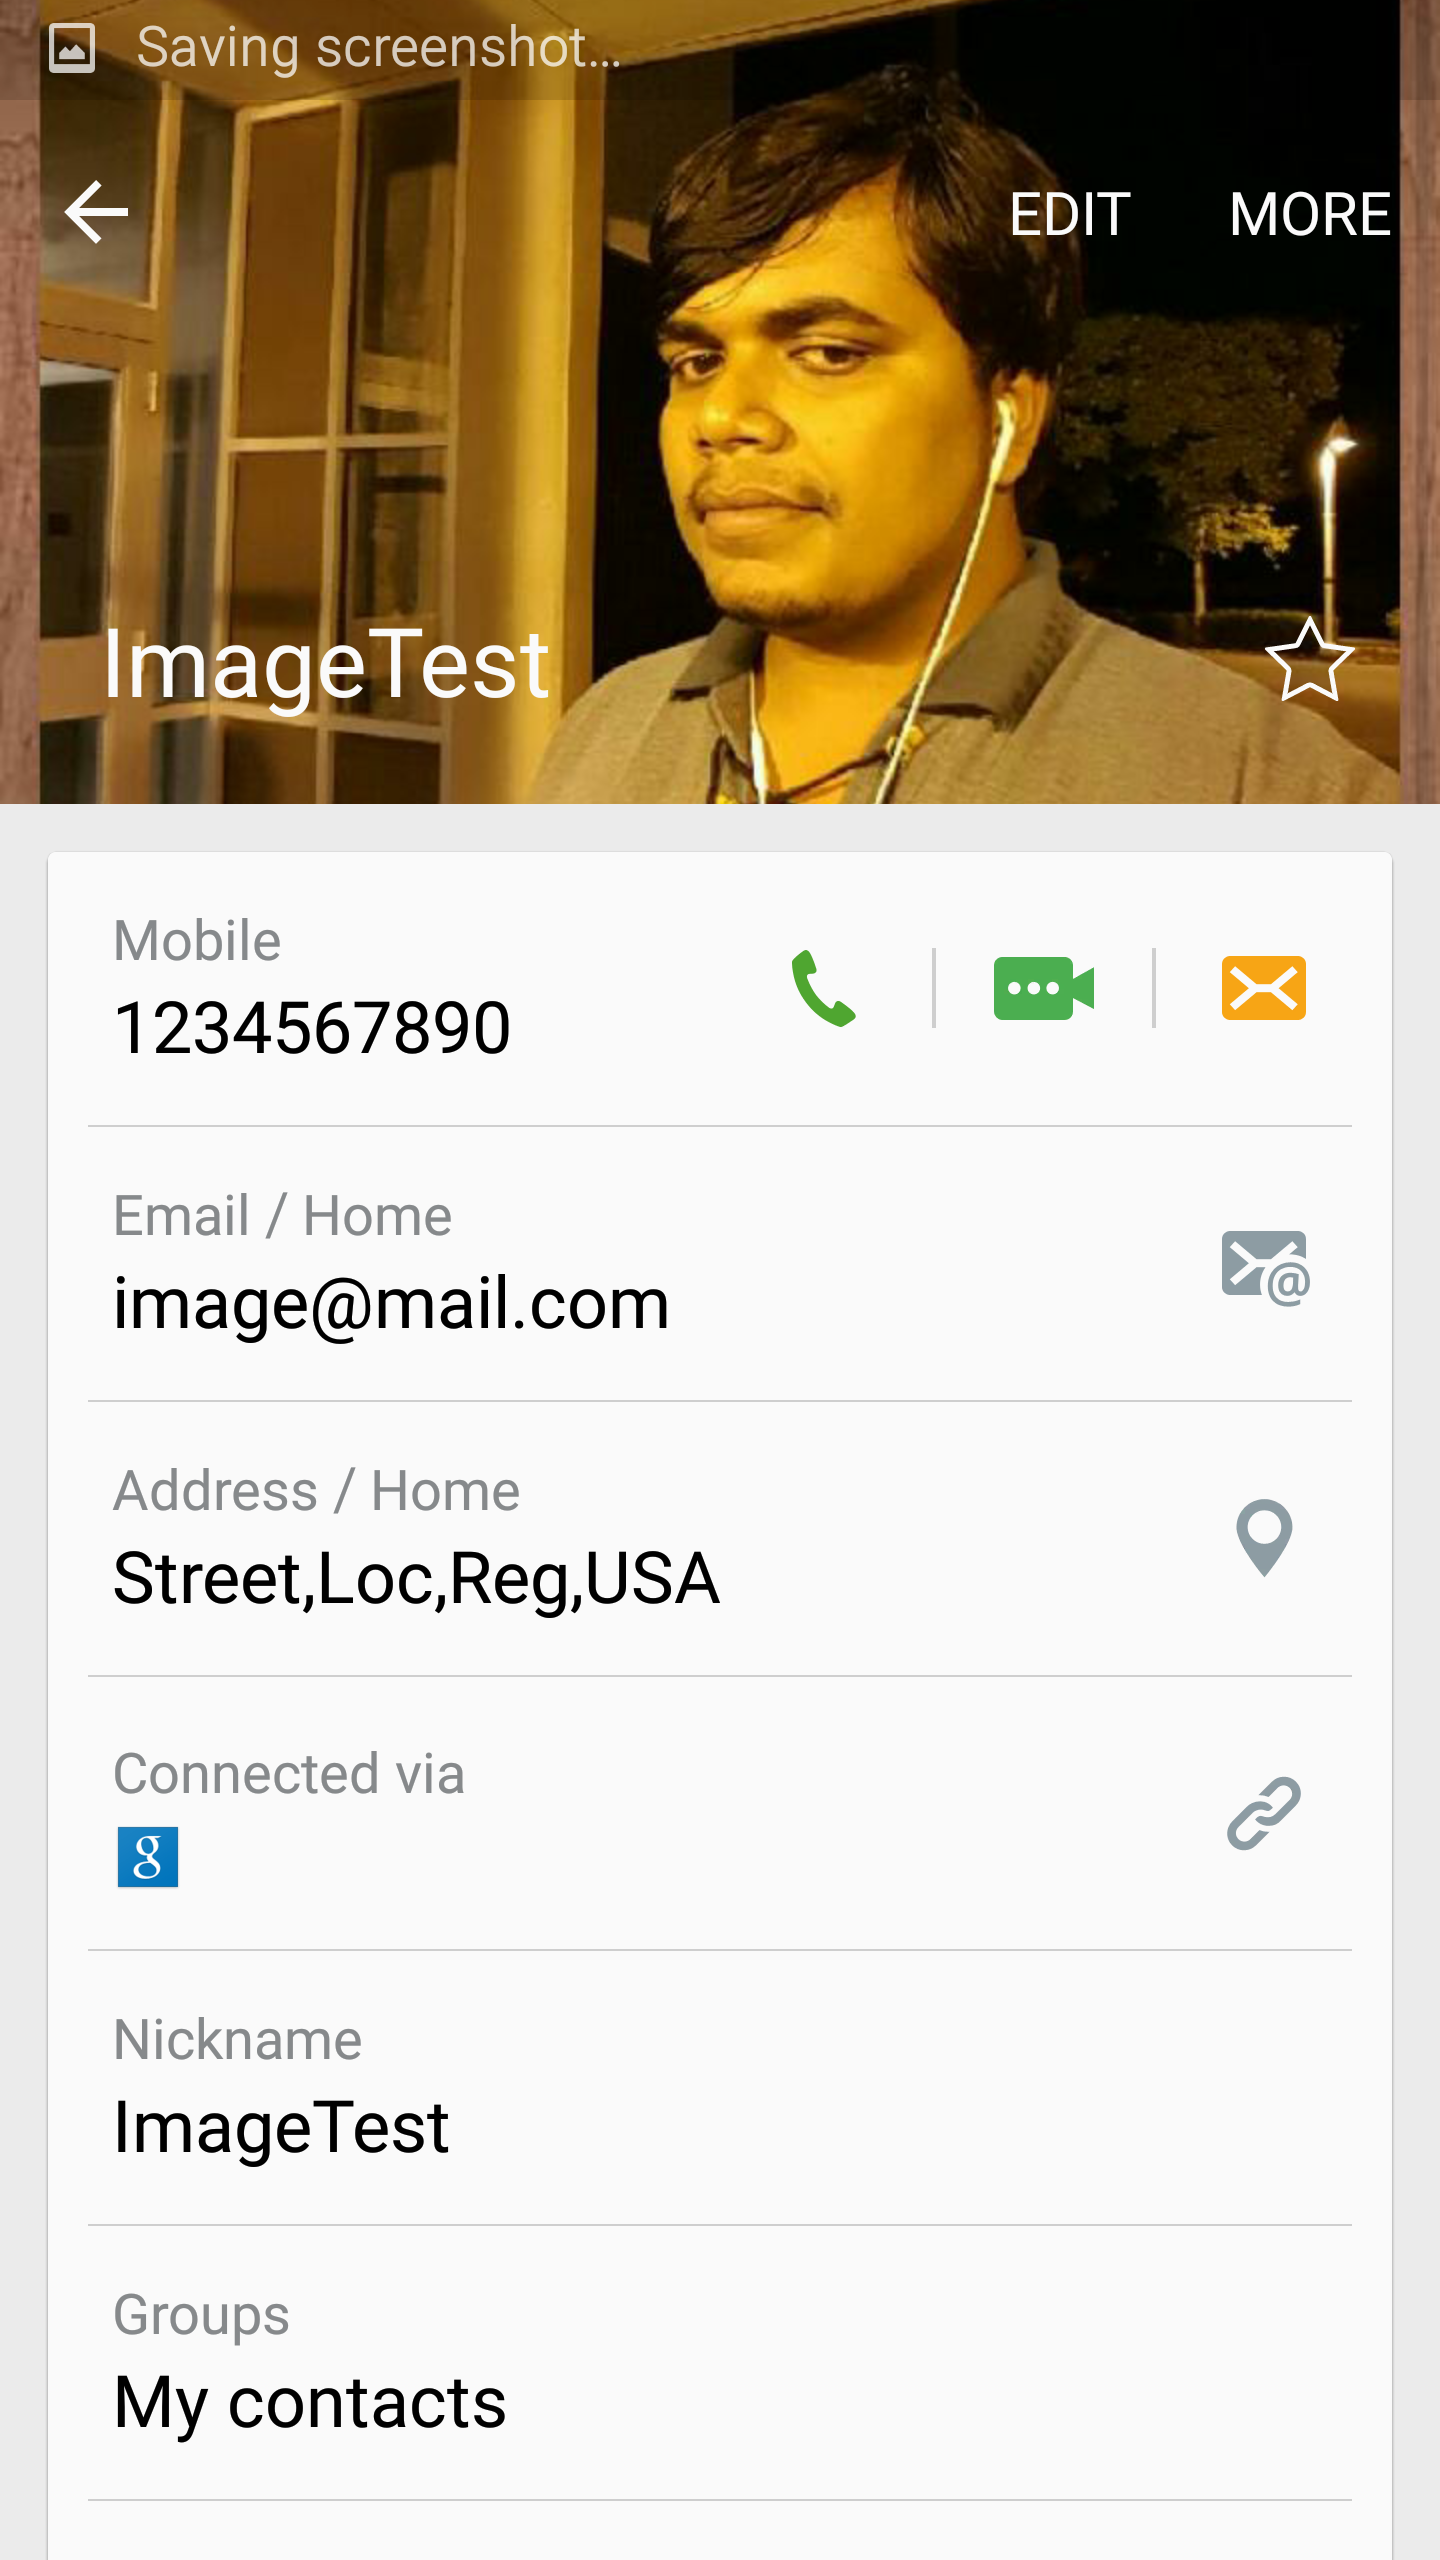 Saving screenshot...
EDIT MORE
ImageTest
Mobile
1234567890
Email / Home
image@mail.com
Address / Home
Street,Loc,Reg,USA
Connected via
g
Nickname
ImageTest
Groups
My contacts